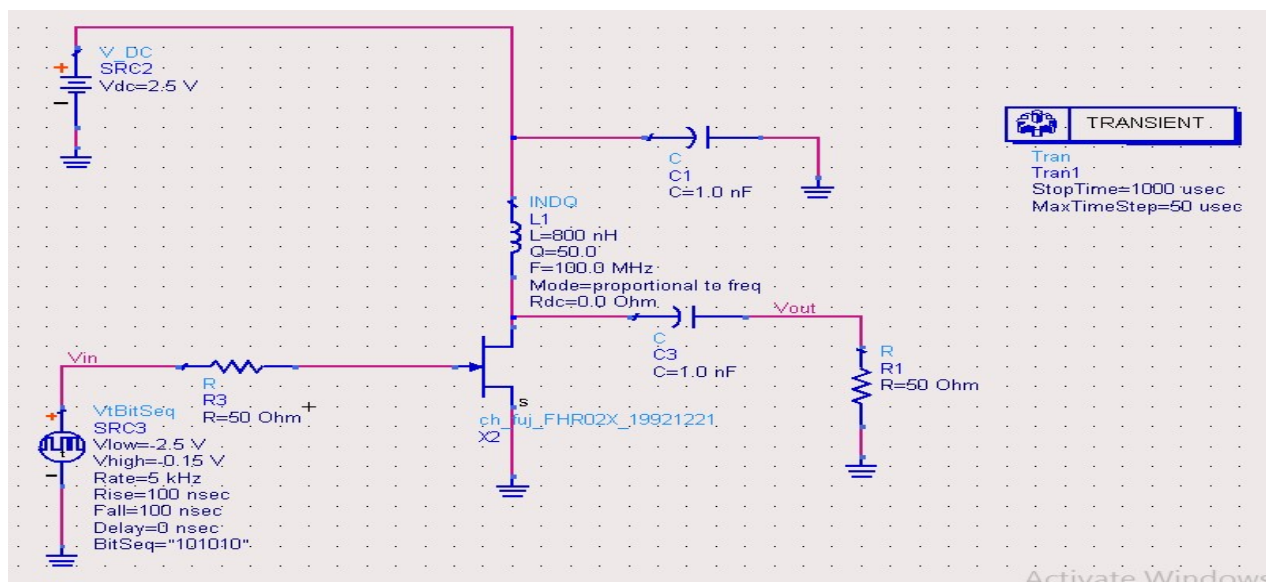 V_DC
SRC2
Vdc=2.5 V
+
−
C
C1
C=1.0 nF
TRANSIENT
Tran
Tran1
StopTime=1000 usec
MaxTimeStep=50 usec
INDQ
L1
L=800 nH
Q=50.0
F=100.0 MHz
Mode=proportional to freq
Rdc=0.0 Ohm
Vout
C
C3
C=1.0 nF
R
R1
R=50 Ohm
Vin
R
R3
R=50 Ohm
s
ch_fuj_FHR02X_19921221
X2
+
t
−
VtBitSeq
SRC3
Vlow=-2.5 V
Vhigh=-0.15 V
Rate=5 kHz
Rise=100 nsec
Fall=100 nsec
Delay=0 nsec
BitSeq="101010"
Activate Windows